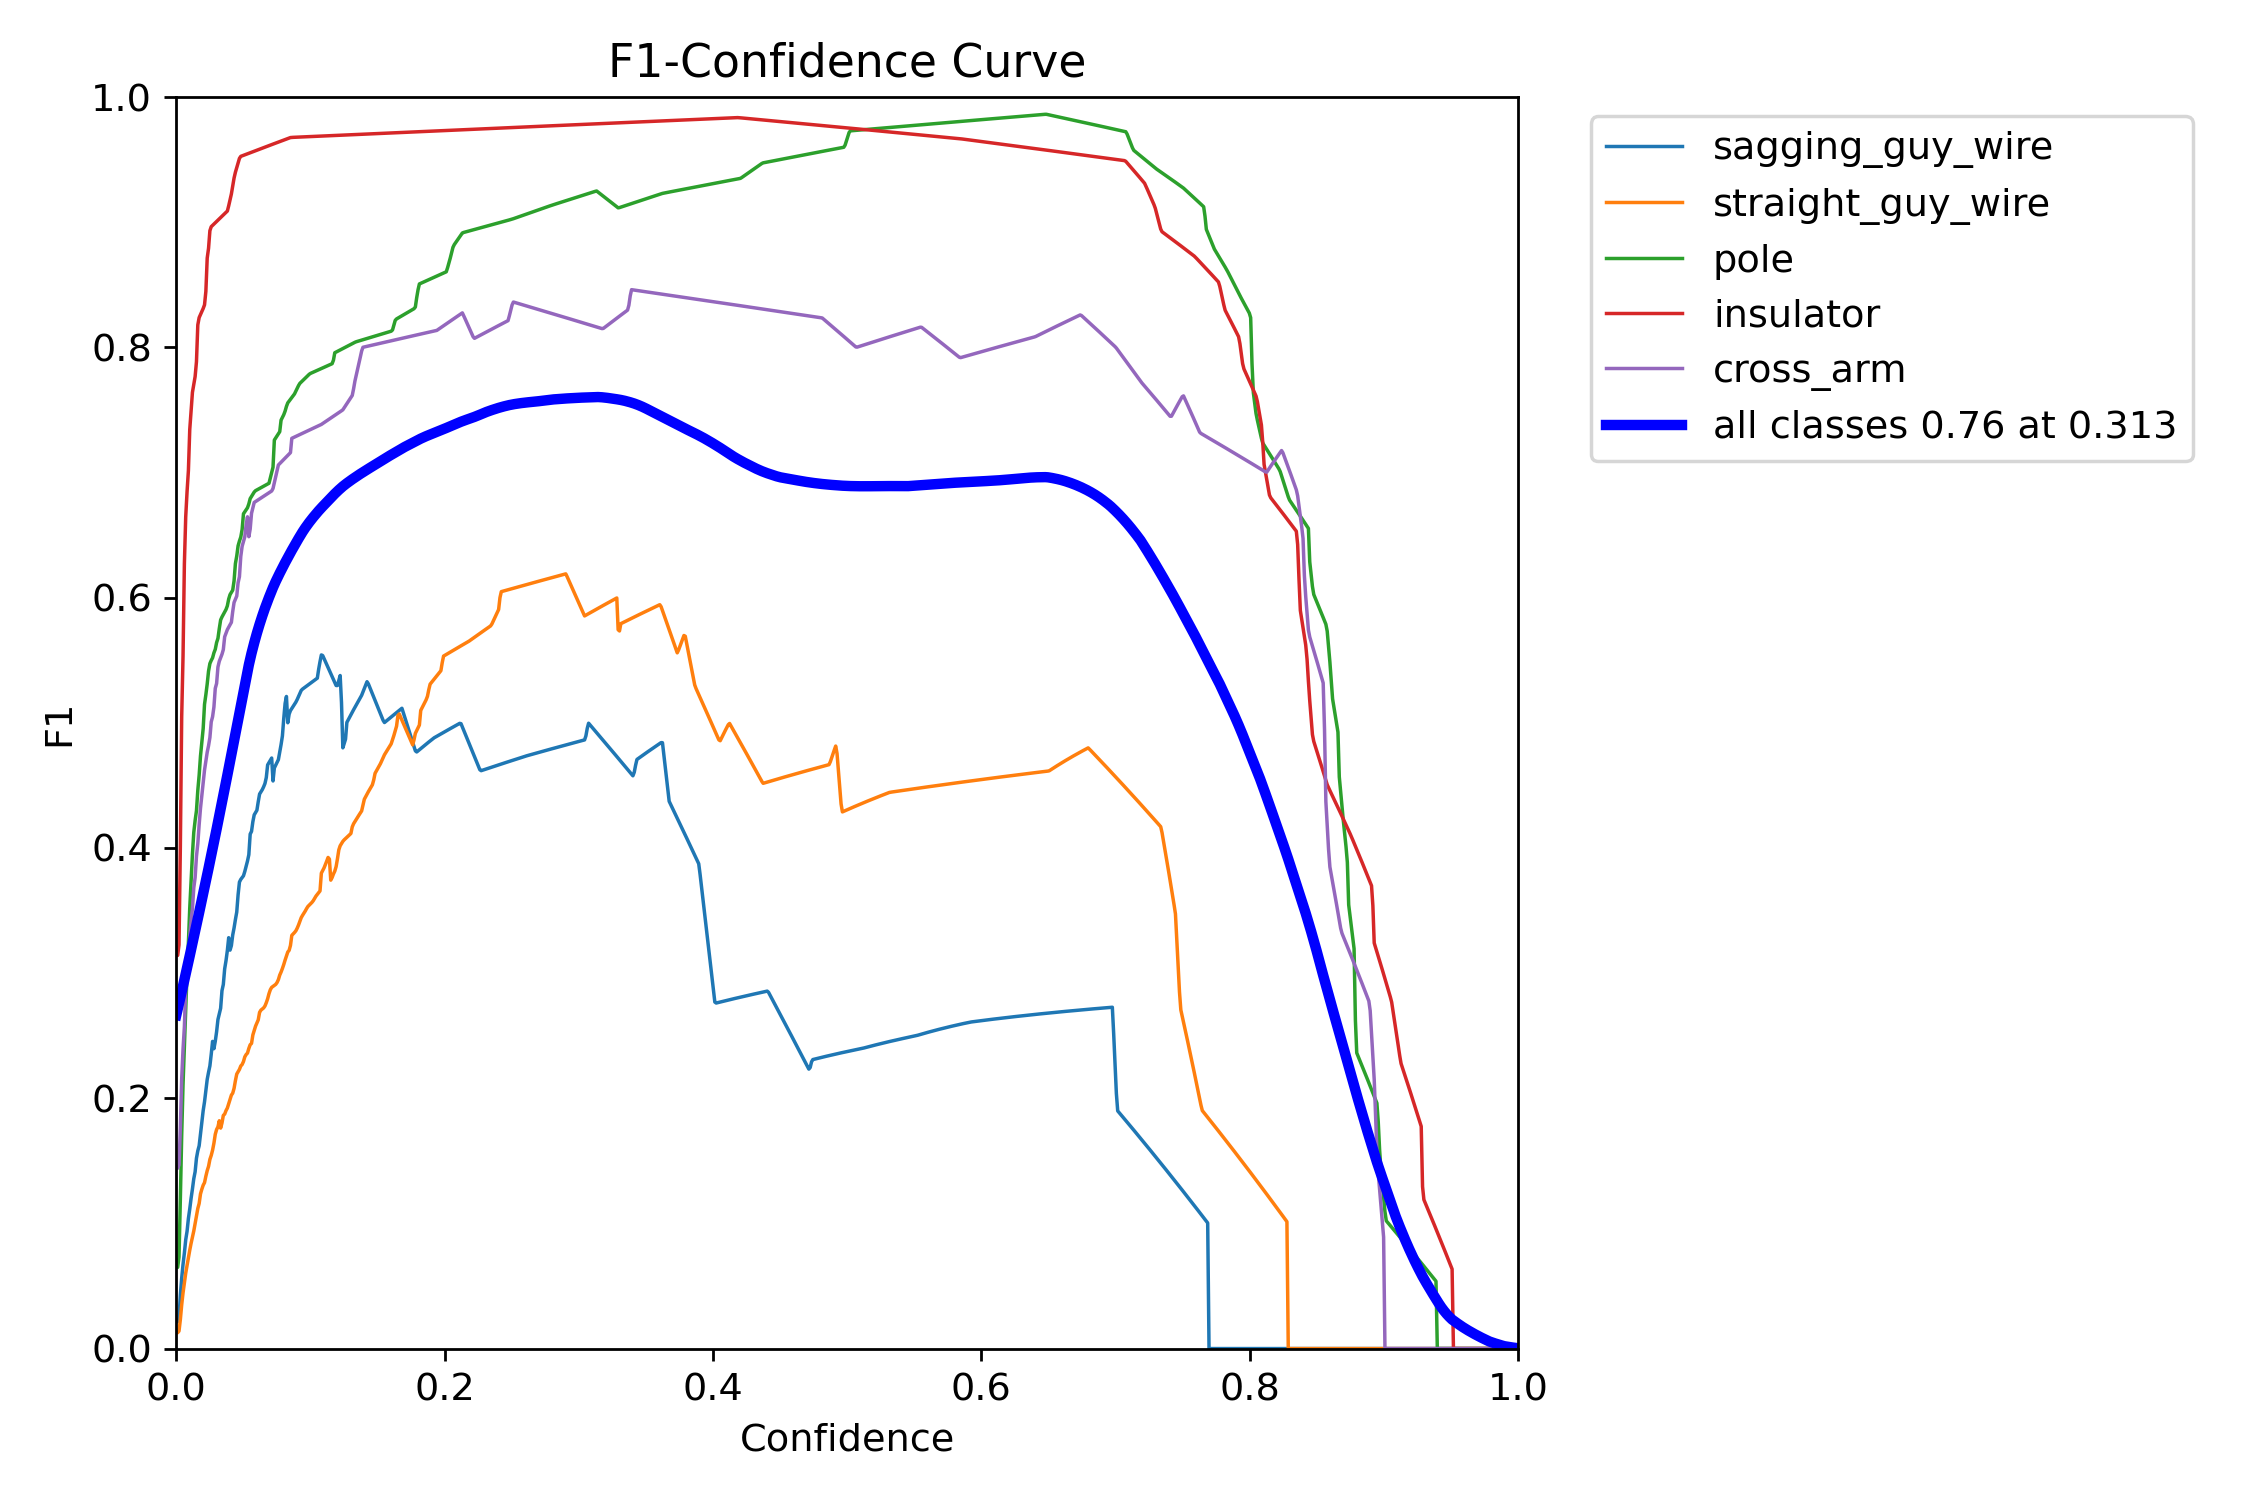 F1-Confidence Curve
1.0
0.8
0.6
0.4
0.2
0.0
F1
0.0 0.2 0.4 0.6 0.8 1.0
Confidence
sagging_guy_wire
straight_guy_wire
pole
insulator
cross_arm
all classes 0.76 at 0.313